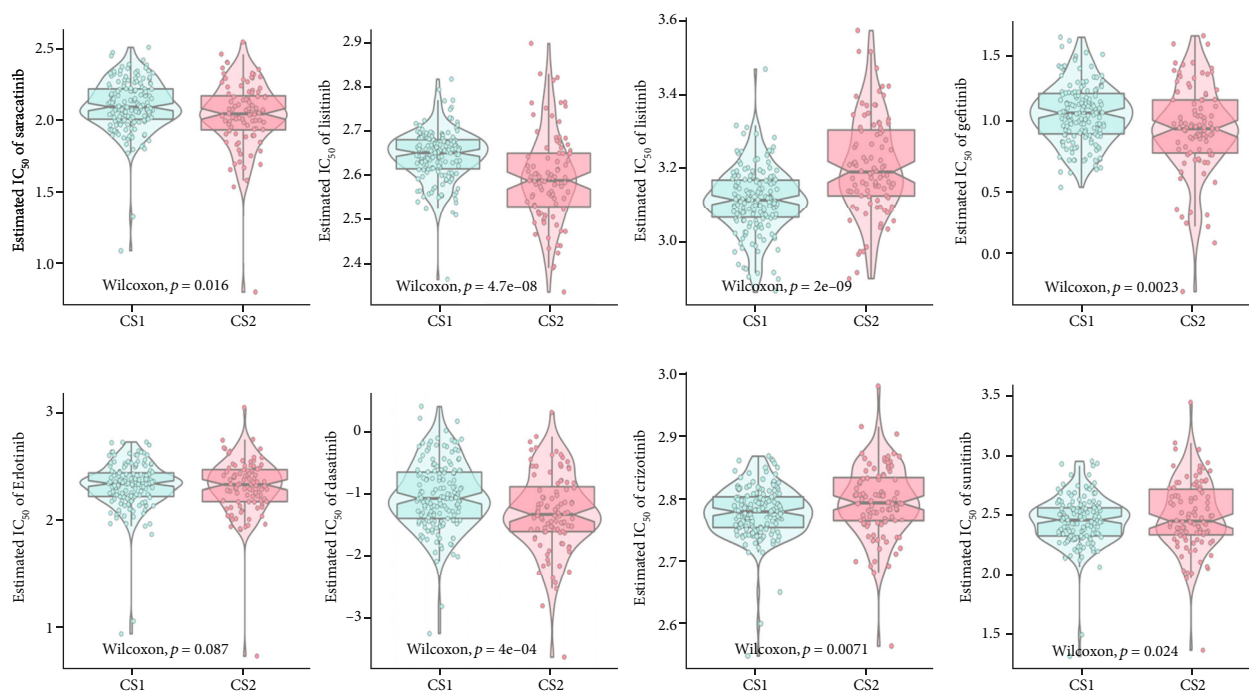 Estimated IC50 of saracatinib
2.5
2.0
1.5
1.0
Wilcoxon, p = 0.016
CS1
CS2
Estimated IC50 of lisitinib
2.9
2.8
2.7
2.6
2.5
2.4
Wilcoxon, p = 4.7e–08
CS1
CS2
Estimated IC50 of lisitinib
3.6
3.4
3.2
3.0
Wilcoxon, p = 2e–09
CS1
CS2
Estimated IC50 of geftinib
1.5
1.0
0.5
0.0
Wilcoxon, p = 0.0023
CS1
CS2
Estimated IC50 of Erlotinib
3
2
1
Wilcoxon, p = 0.087
CS1
CS2
Estimated IC50 of dasatinib
0
–1
–2
–3
Wilcoxon, p = 4e–04
CS1
CS2
Estimated IC50 of crizotinib
3.0
2.9
2.8
2.7
2.6
Wilcoxon, p = 0.0071
CS1
CS2
Estimated IC50 of sunitinib
3.5
3.0
2.5
2.0
1.5
Wilcoxon, p = 0.024
CS1
CS2